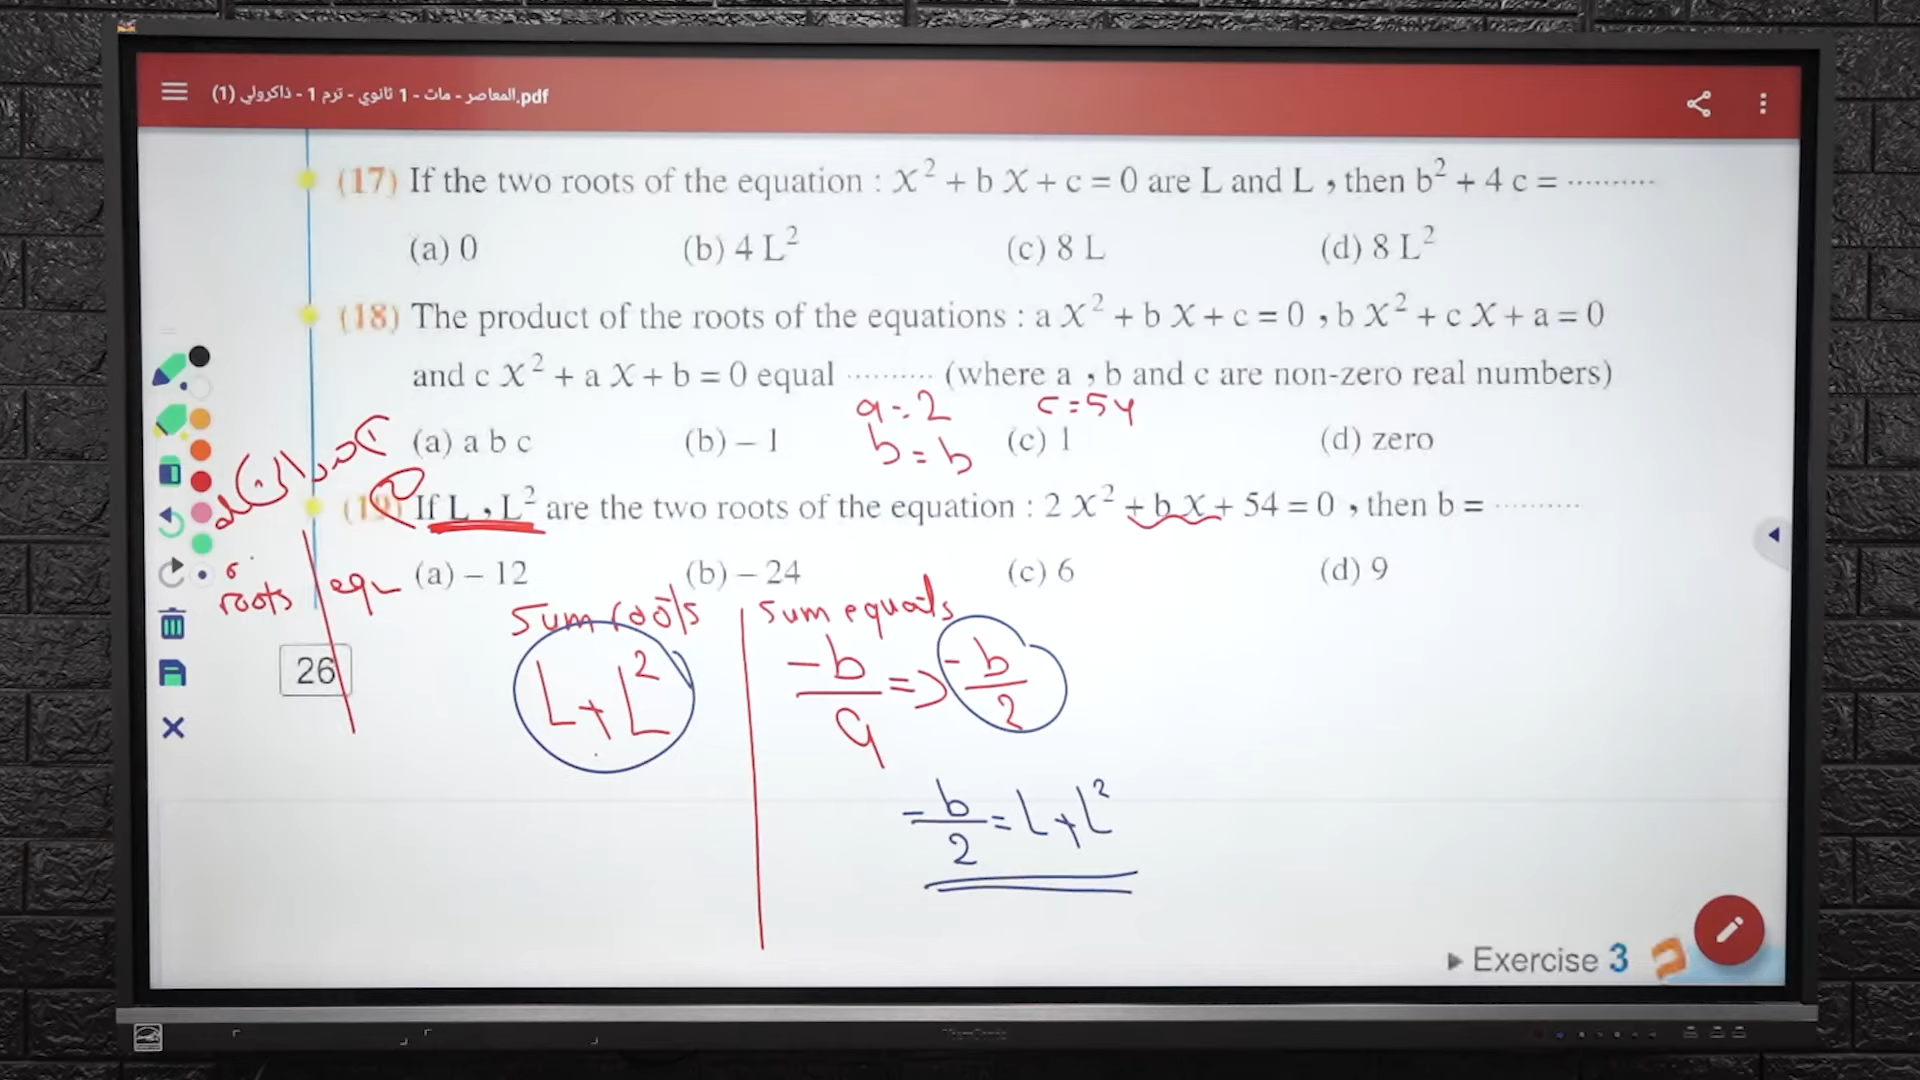 المعاصر - مات - 1 ثانوي - ترم 1 - ذاكرولي (1).pdf
(17) If the two roots of the equation : X² + b X + c = 0 are L and L , then b² + 4 c = ..........
(a) 0 (b) 4 L² (c) 8 L (d) 8 L²
(18) The product of the roots of the equations : a X² + b X + c = 0 , b X² + c X + a = 0
and c X² + a X + b = 0 equal .......... (where a , b and c are non-zero real numbers)
a = 2 c = 54
(a) a b c (b) – 1 (c) 1 (d) zero
b = b
(19) If L , L² are the two roots of the equation : 2 X² + b X + 54 = 0 , then b = ..........
(a) – 12 (b) – 24 (c) 6 (d) 9
roots equ
sum roots sum equals
26
L + L² -b/a => -b/2
-b/2 = L + L²
Exercise 3